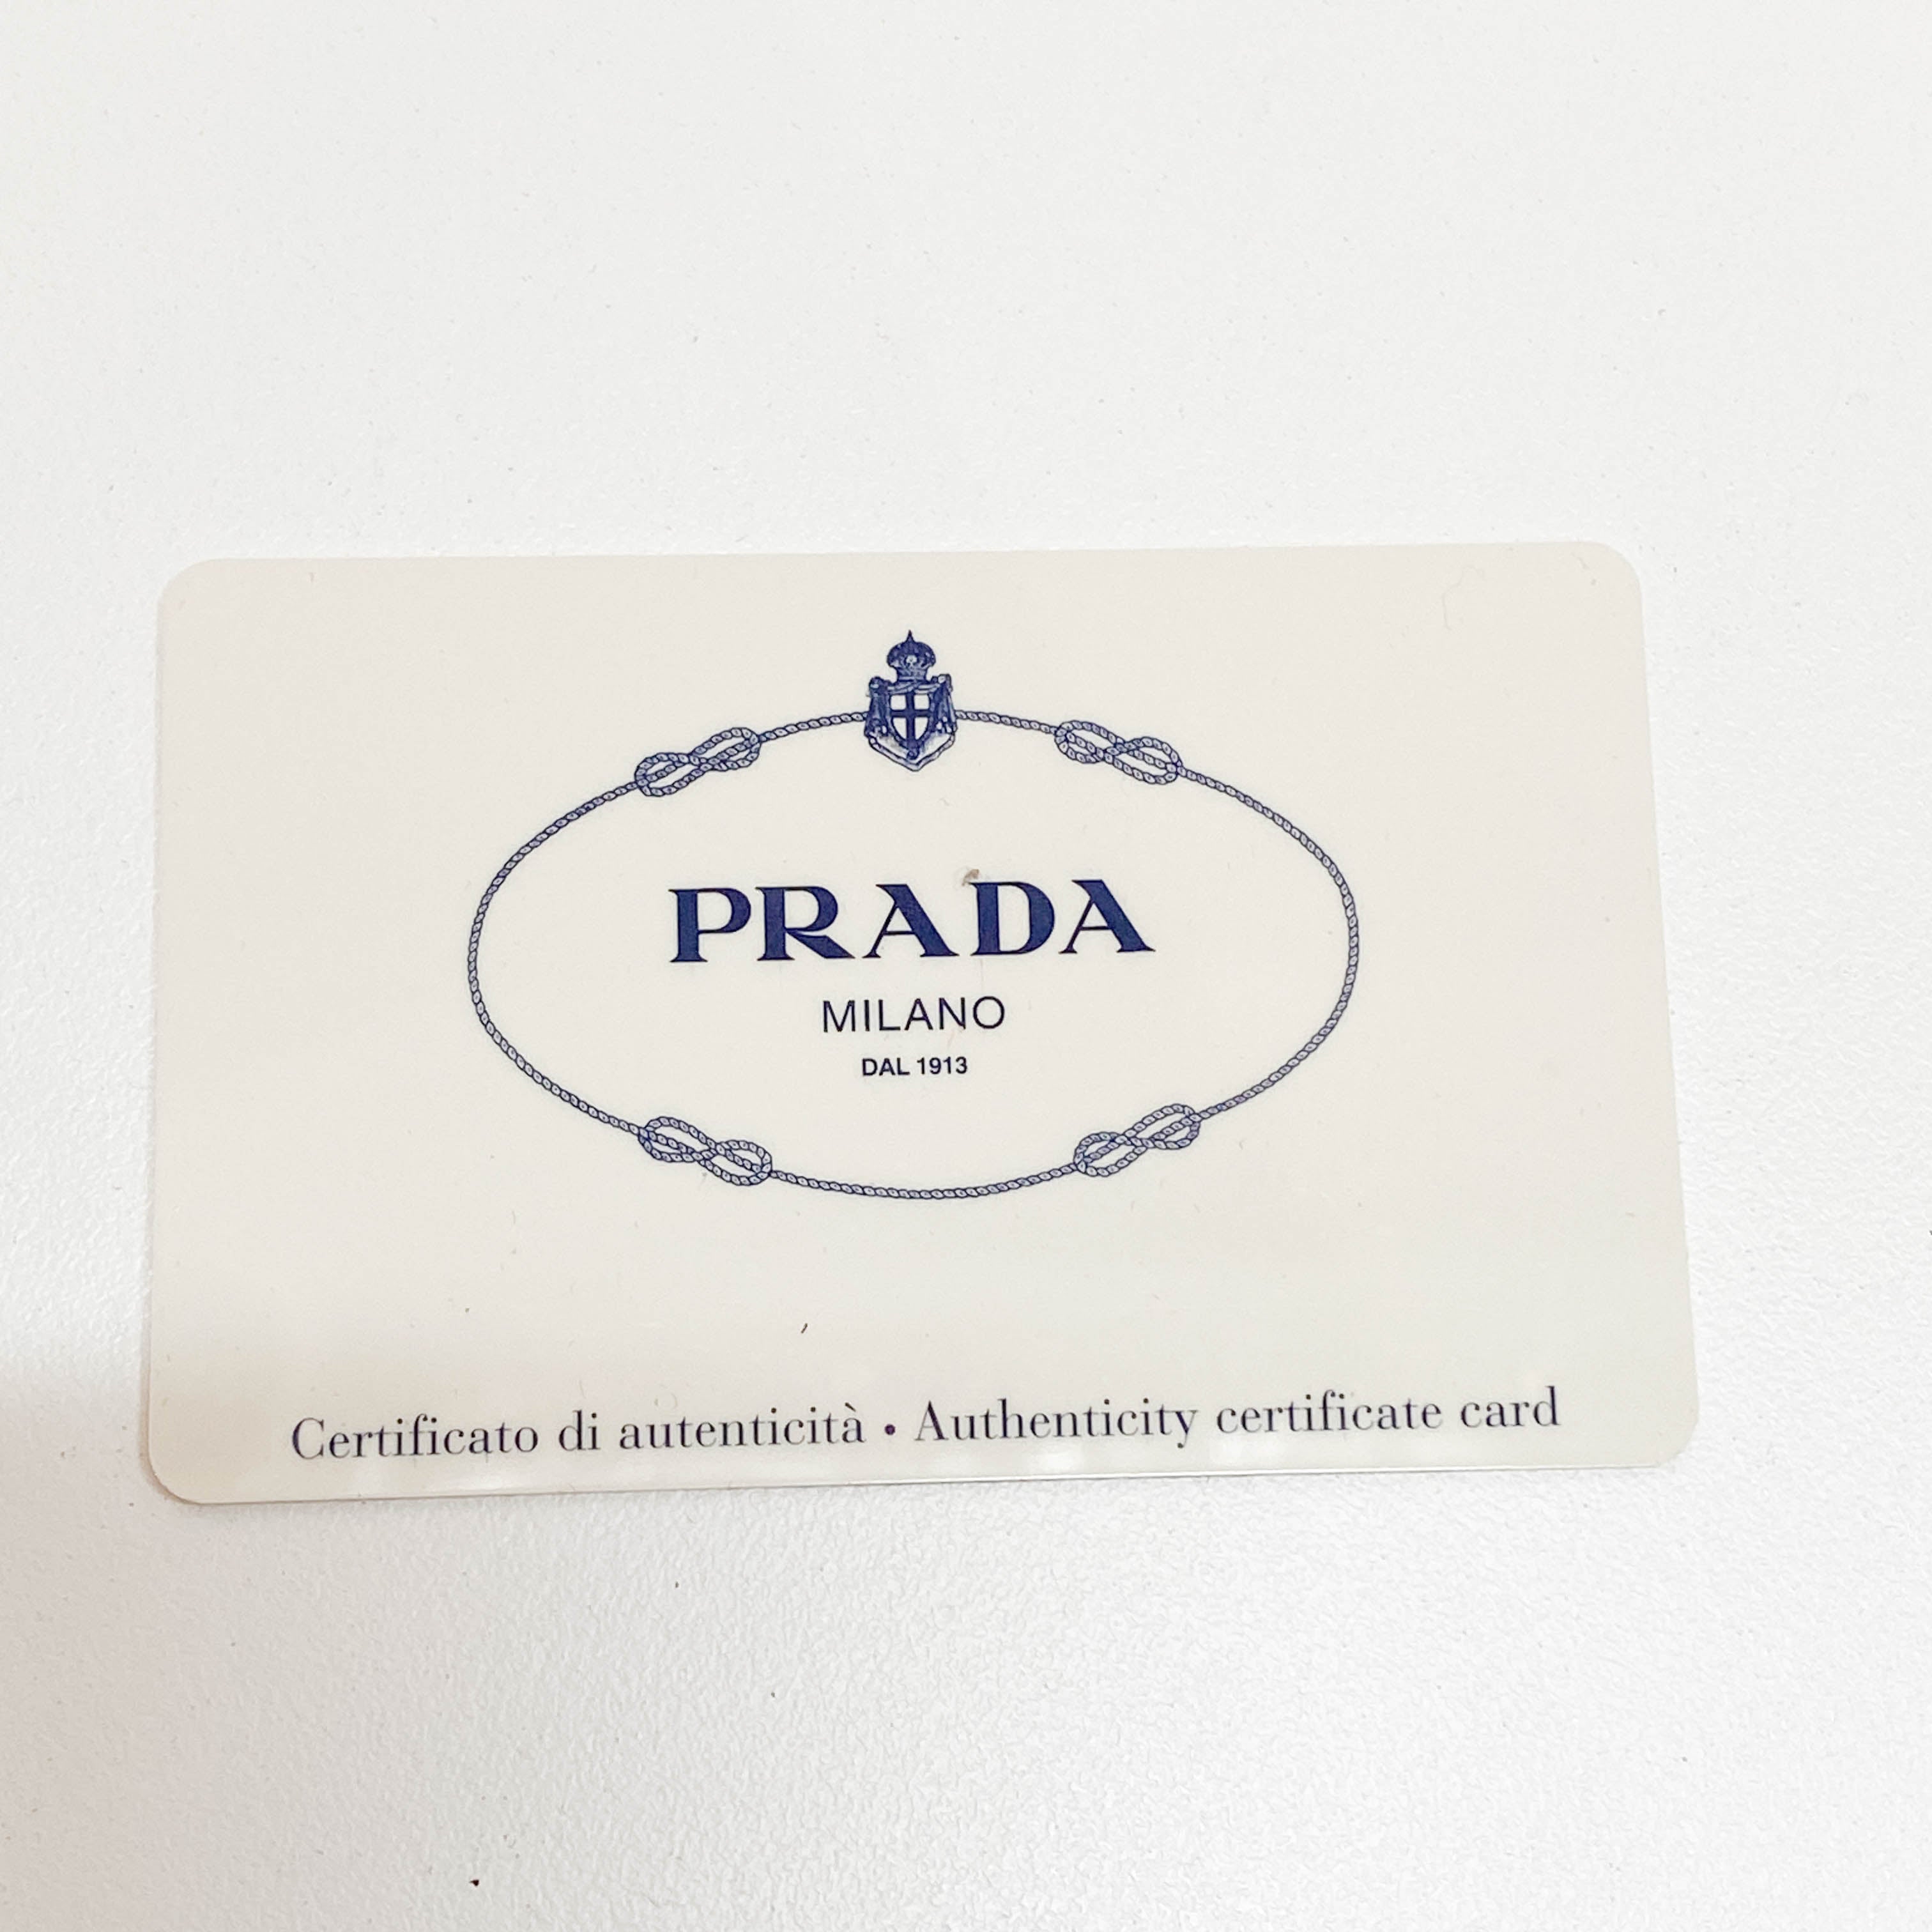 PRADA
MILANO
DAL 1913
Certificato di autenticità • Authenticity certificate card